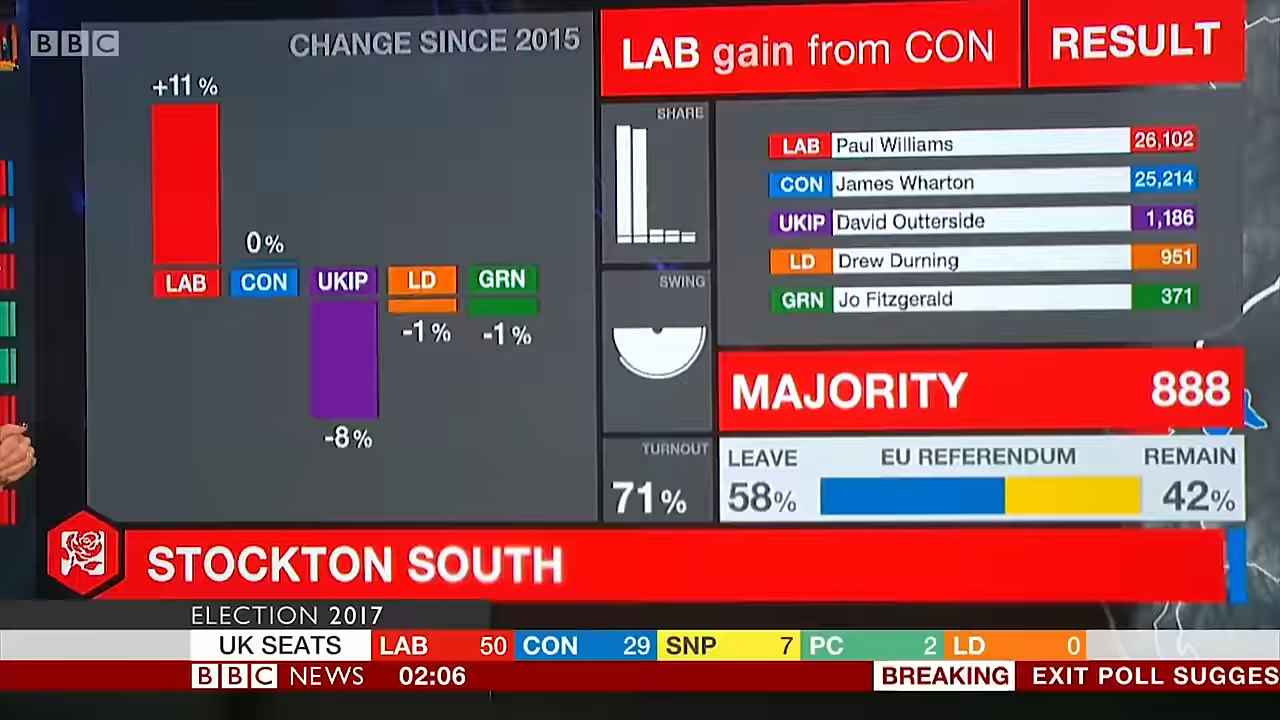 BBC
CHANGE SINCE 2015
+11%
LAB
0%
CON
UKIP
-8%
LD
-1%
GRN
-1%
LAB gain from CON
RESULT
SHARE
SWING
TURNOUT
71%
LAB Paul Williams 26,102
CON James Wharton 25,214
UKIP David Outterside 1,186
LD Drew Durning 951
GRN Jo Fitzgerald 371
MAJORITY 888
LEAVE EU REFERENDUM REMAIN
58% 42%
STOCKTON SOUTH
ELECTION 2017
UK SEATS LAB 50 CON 29 SNP 7 PC 2 LD 0
BBC NEWS 02:06 BREAKING EXIT POLL SUGGES